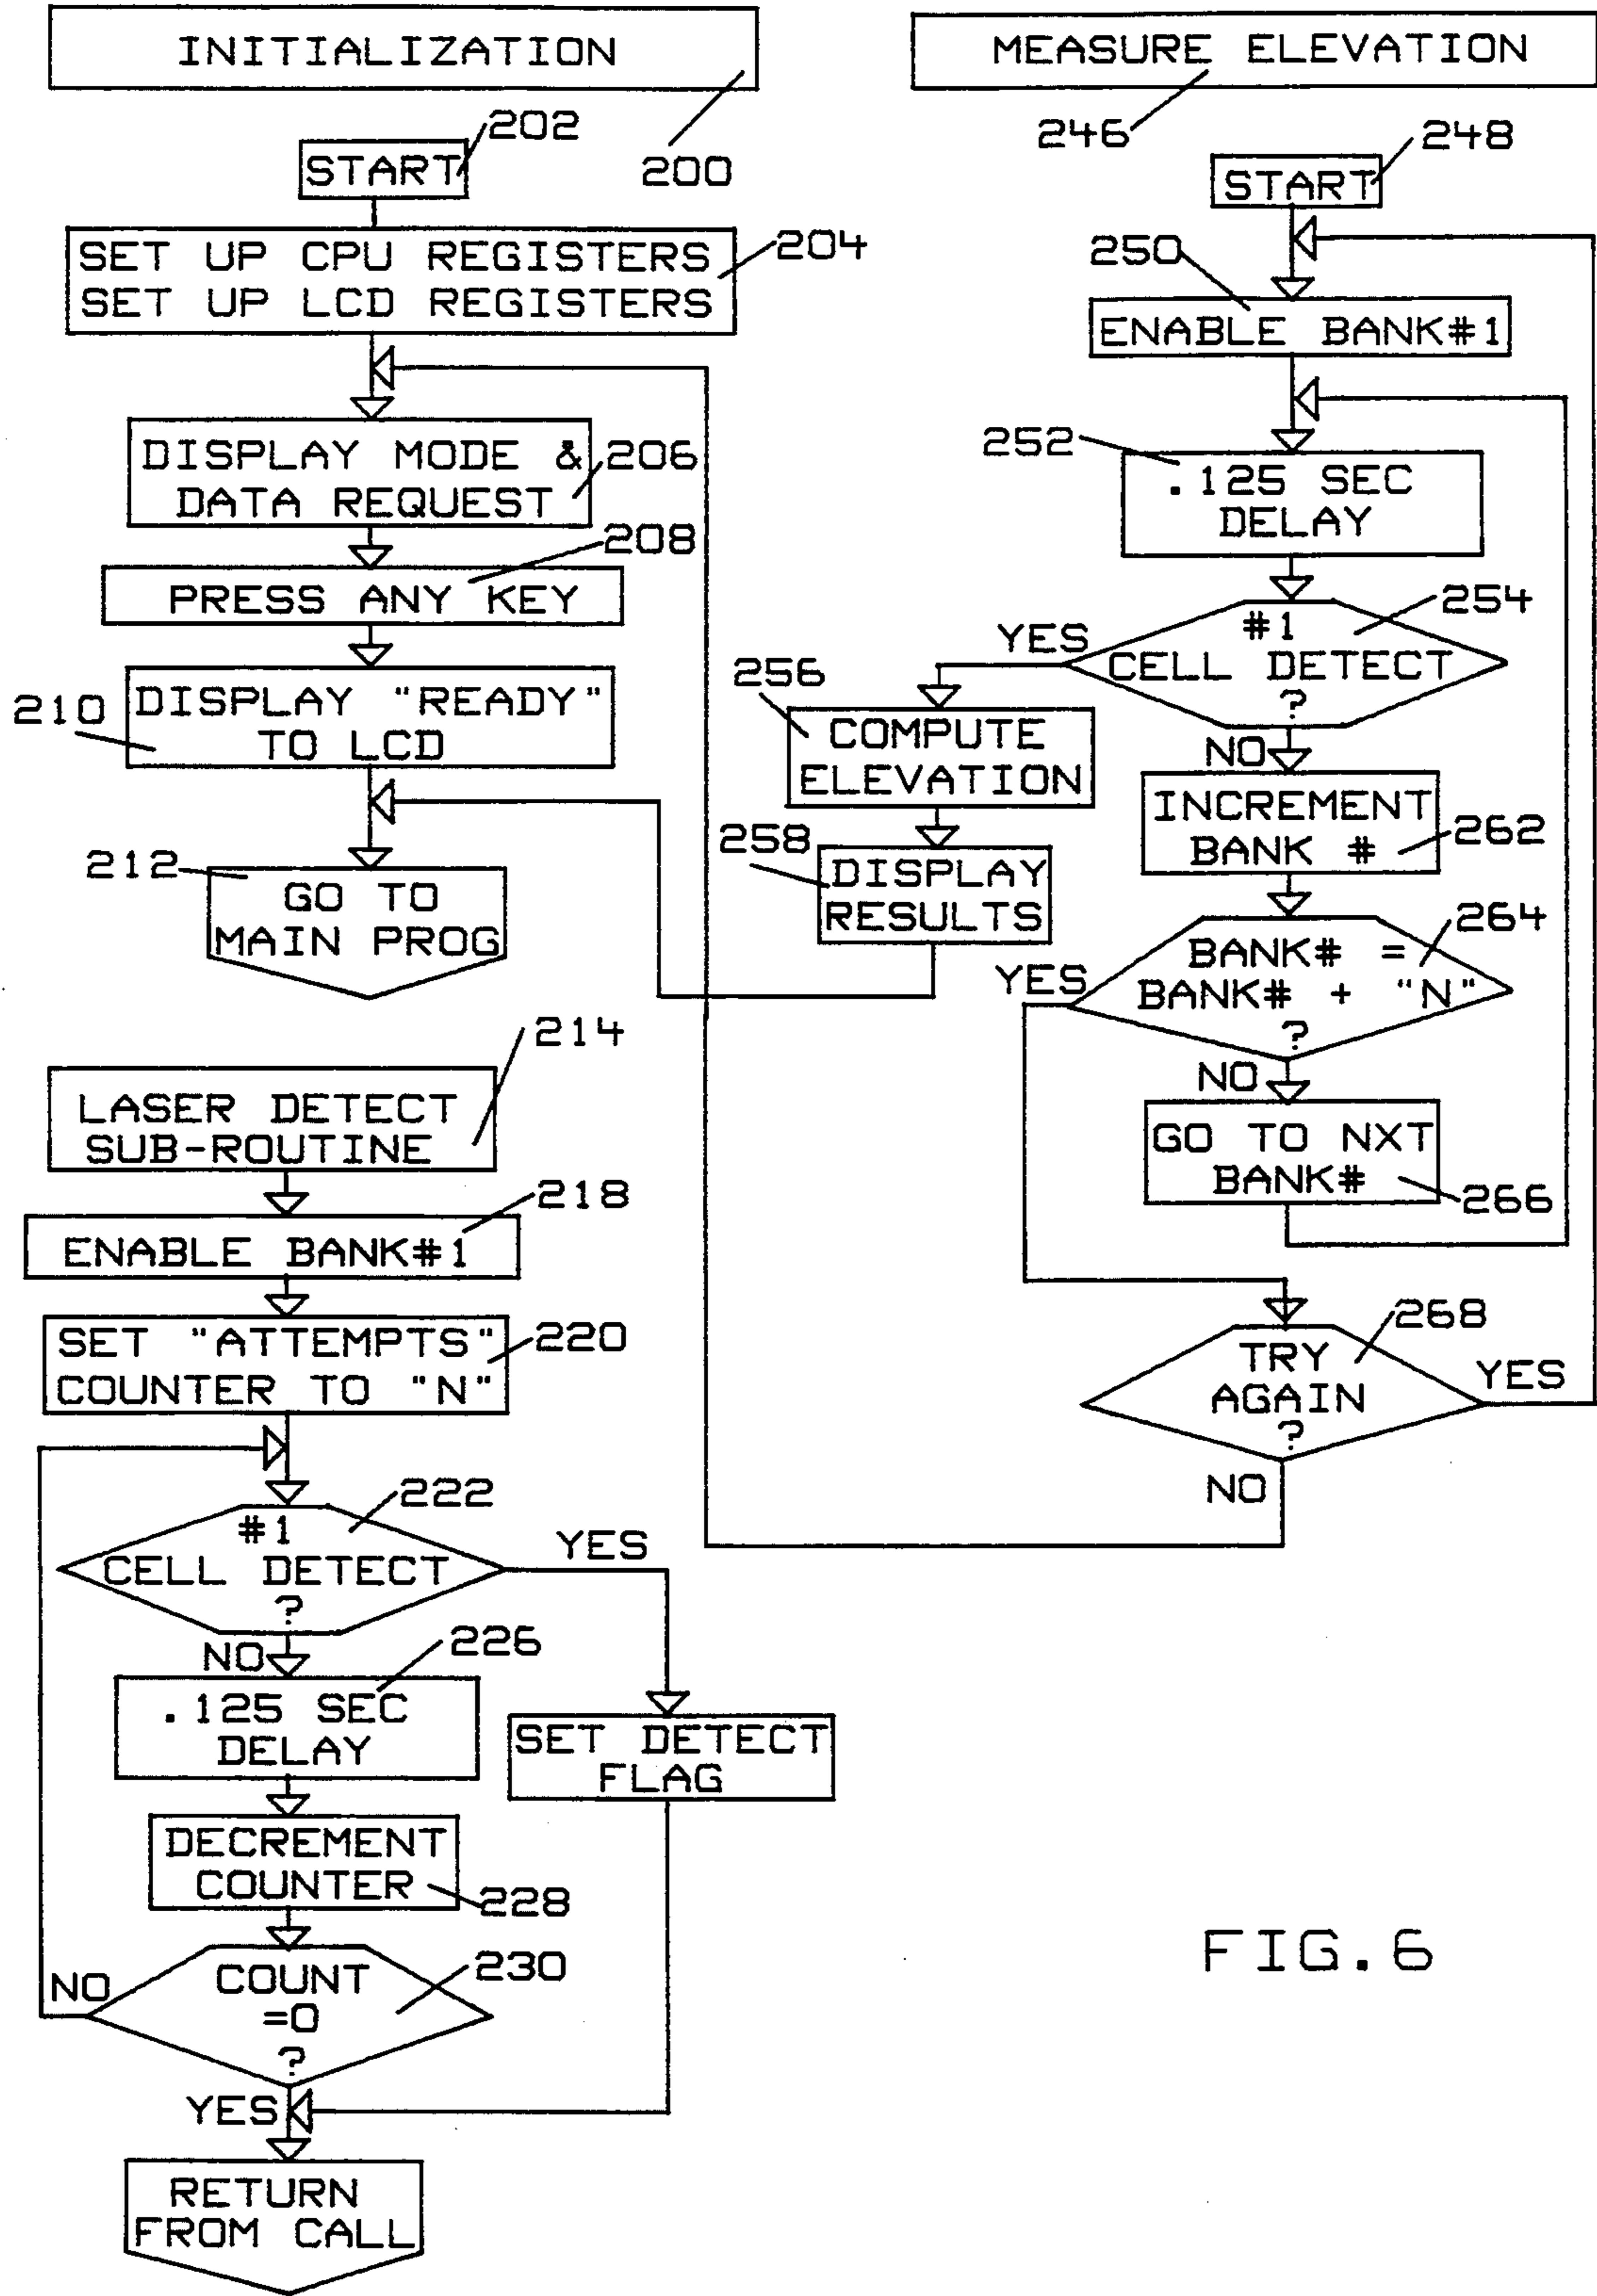 INITIALIZATION
200
202
START
SET UP CPU REGISTERS
SET UP LCD REGISTERS
204
DISPLAY MODE &
DATA REQUEST
206
208
PRESS ANY KEY
DISPLAY "READY"
TO LCD
210
212
GO TO
MAIN PROG
214
LASER DETECT
SUB-ROUTINE
218
ENABLE BANK#1
SET "ATTEMPTS"
COUNTER TO "N"
220
222
#1
CELL DETECT
?
YES
NO
226
.125 SEC
DELAY
SET DETECT
FLAG
DECREMENT
COUNTER
228
COUNT
=0
?
230
NO
YES
RETURN
FROM CALL
MEASURE ELEVATION
246
248
START
250
ENABLE BANK#1
252
.125 SEC
DELAY
254
#1
CELL DETECT
?
YES
NO
256
COMPUTE
ELEVATION
258
DISPLAY
RESULTS
INCREMENT
BANK #
262
264
BANK# =
BANK# + "N"
?
YES
NO
GO TO NXT
BANK#
266
268
TRY
AGAIN
?
YES
NO
FIG.6